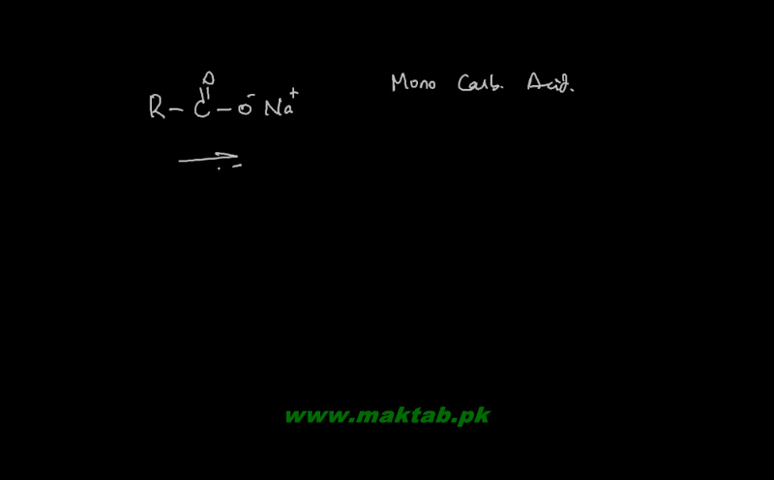 O
R – C – O⁻ Na⁺
Mono Carb. Acid.
www.maktab.pk